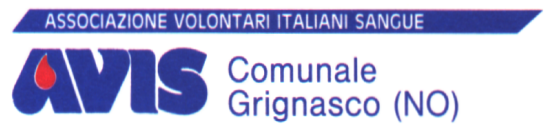 ASSOCIAZIONE VOLONTARI ITALIANI SANGUE
AVIS
Comunale
Grignasco (NO)